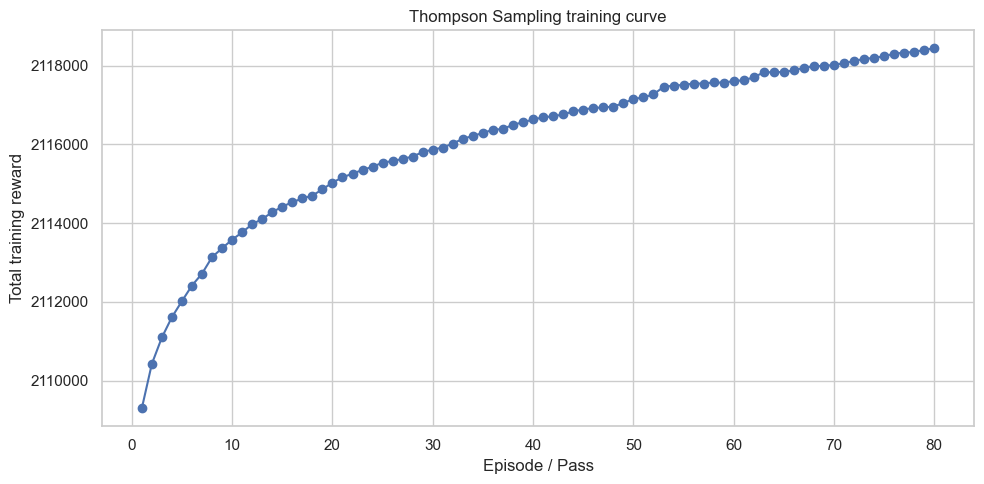 Thompson Sampling training curve
Total training reward
2118000
2116000
2114000
2112000
2110000
0 10 20 30 40 50 60 70 80
Episode / Pass